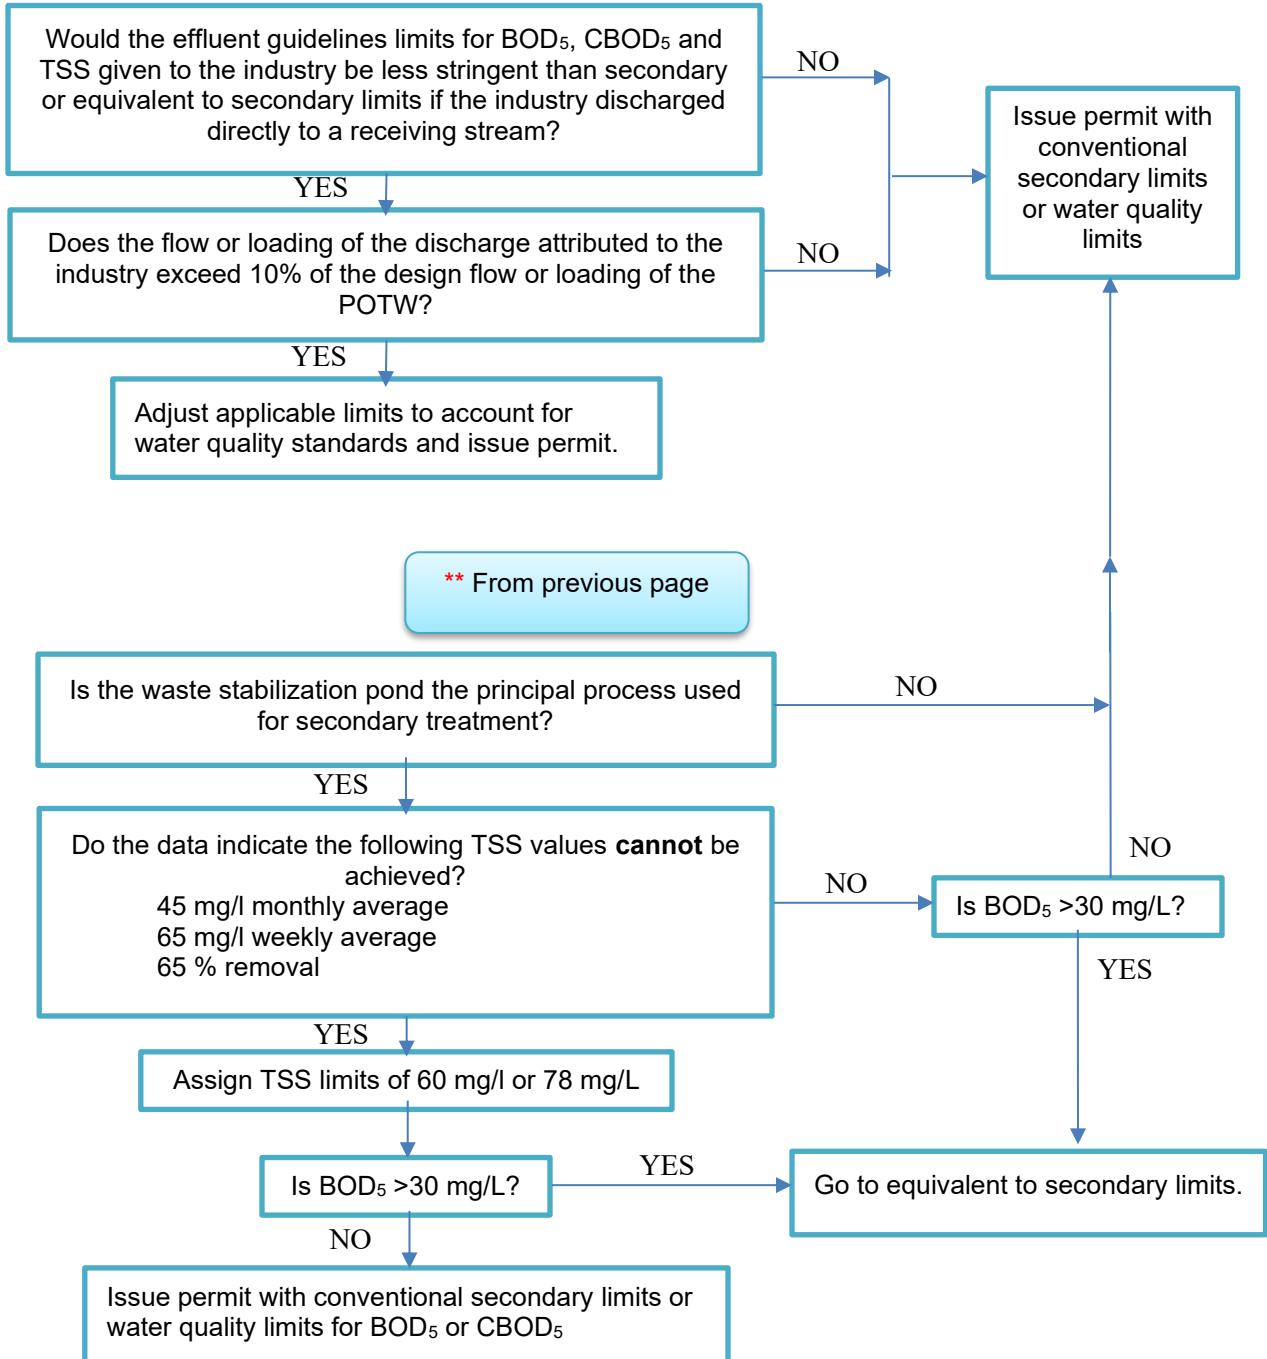 Would the effluent guidelines limits for BOD₅, CBOD₅ and
TSS given to the industry be less stringent than secondary
or equivalent to secondary limits if the industry discharged
directly to a receiving stream?
NO
Issue permit with
conventional
secondary limits
or water quality
limits
YES
Does the flow or loading of the discharge attributed to the
industry exceed 10% of the design flow or loading of the
POTW?
NO
YES
Adjust applicable limits to account for
water quality standards and issue permit.
** From previous page
Is the waste stabilization pond the principal process used
for secondary treatment?
NO
YES
Do the data indicate the following TSS values cannot be
achieved?
45 mg/l monthly average
65 mg/l weekly average
65 % removal
NO
Is BOD₅ >30 mg/L?
NO
YES
YES
Assign TSS limits of 60 mg/l or 78 mg/L
Is BOD₅ >30 mg/L?
YES
Go to equivalent to secondary limits.
NO
Issue permit with conventional secondary limits or
water quality limits for BOD₅ or CBOD₅